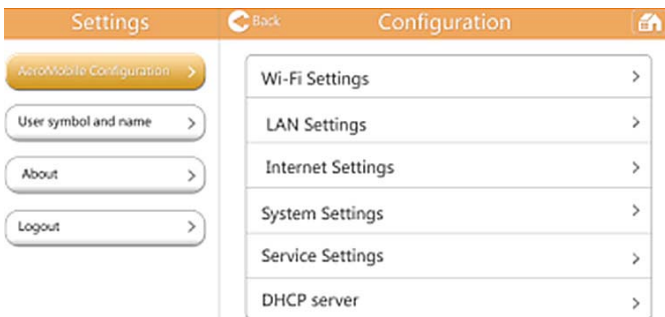 Settings
Back
Configuration
AeroMobile Configuration
User symbol and name
About
Logout
Wi-Fi Settings
LAN Settings
Internet Settings
System Settings
Service Settings
DHCP server